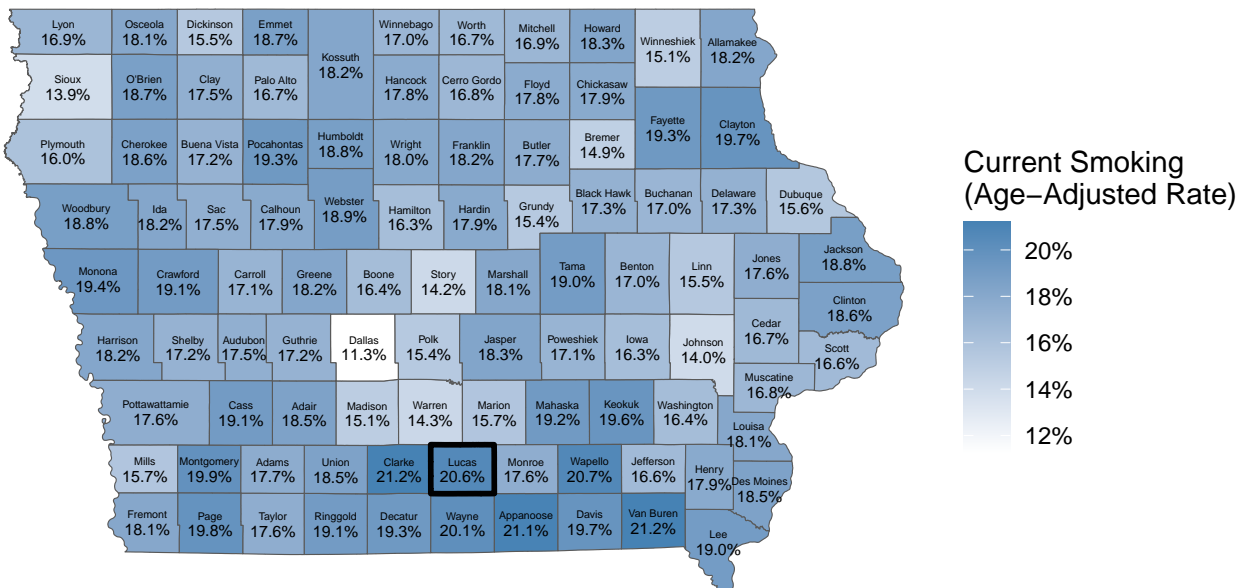 Lyon
16.9%
Osceola
18.1%
Dickinson
15.5%
Emmet
18.7%
Kossuth
18.2%
Winnebago
17.0%
Worth
16.7%
Mitchell
16.9%
Howard
18.3%
Winneshiek
15.1%
Allamakee
18.2%
Sioux
13.9%
O'Brien
18.7%
Clay
17.5%
Palo Alto
16.7%
Hancock
17.8%
Cerro Gordo
16.8%
Floyd
17.8%
Chickasaw
17.9%
Fayette
19.3%
Clayton
19.7%
Plymouth
16.0%
Cherokee
18.6%
Buena Vista
17.2%
Pocahontas
19.3%
Humboldt
18.8%
Wright
18.0%
Franklin
18.2%
Butler
17.7%
Bremer
14.9%
Woodbury
18.8%
Ida
18.2%
Sac
17.5%
Calhoun
17.9%
Webster
18.9%
Hamilton
16.3%
Hardin
17.9%
Grundy
15.4%
Black Hawk
17.3%
Buchanan
17.0%
Delaware
17.3%
Dubuque
15.6%
Monona
19.4%
Crawford
19.1%
Carroll
17.1%
Greene
18.2%
Boone
16.4%
Story
14.2%
Marshall
18.1%
Tama
19.0%
Benton
17.0%
Linn
15.5%
Jones
17.6%
Jackson
18.8%
Clinton
18.6%
Harrison
18.2%
Shelby
17.2%
Audubon
17.5%
Guthrie
17.2%
Dallas
11.3%
Polk
15.4%
Jasper
18.3%
Poweshiek
17.1%
Iowa
16.3%
Johnson
14.0%
Cedar
16.7%
Scott
16.6%
Muscatine
16.8%
Pottawattamie
17.6%
Cass
19.1%
Adair
18.5%
Madison
15.1%
Warren
14.3%
Marion
15.7%
Mahaska
19.2%
Keokuk
19.6%
Washington
16.4%
Louisa
18.1%
Mills
15.7%
Montgomery
19.9%
Adams
17.7%
Union
18.5%
Clarke
21.2%
Lucas
20.6%
Monroe
17.6%
Wapello
20.7%
Jefferson
16.6%
Henry
17.9%
Des Moines
18.5%
Fremont
18.1%
Page
19.8%
Taylor
17.6%
Ringgold
19.1%
Decatur
19.3%
Wayne
20.1%
Appanoose
21.1%
Davis
19.7%
Van Buren
21.2%
Lee
19.0%
Current Smoking
(Age−Adjusted Rate)
20%
18%
16%
14%
12%